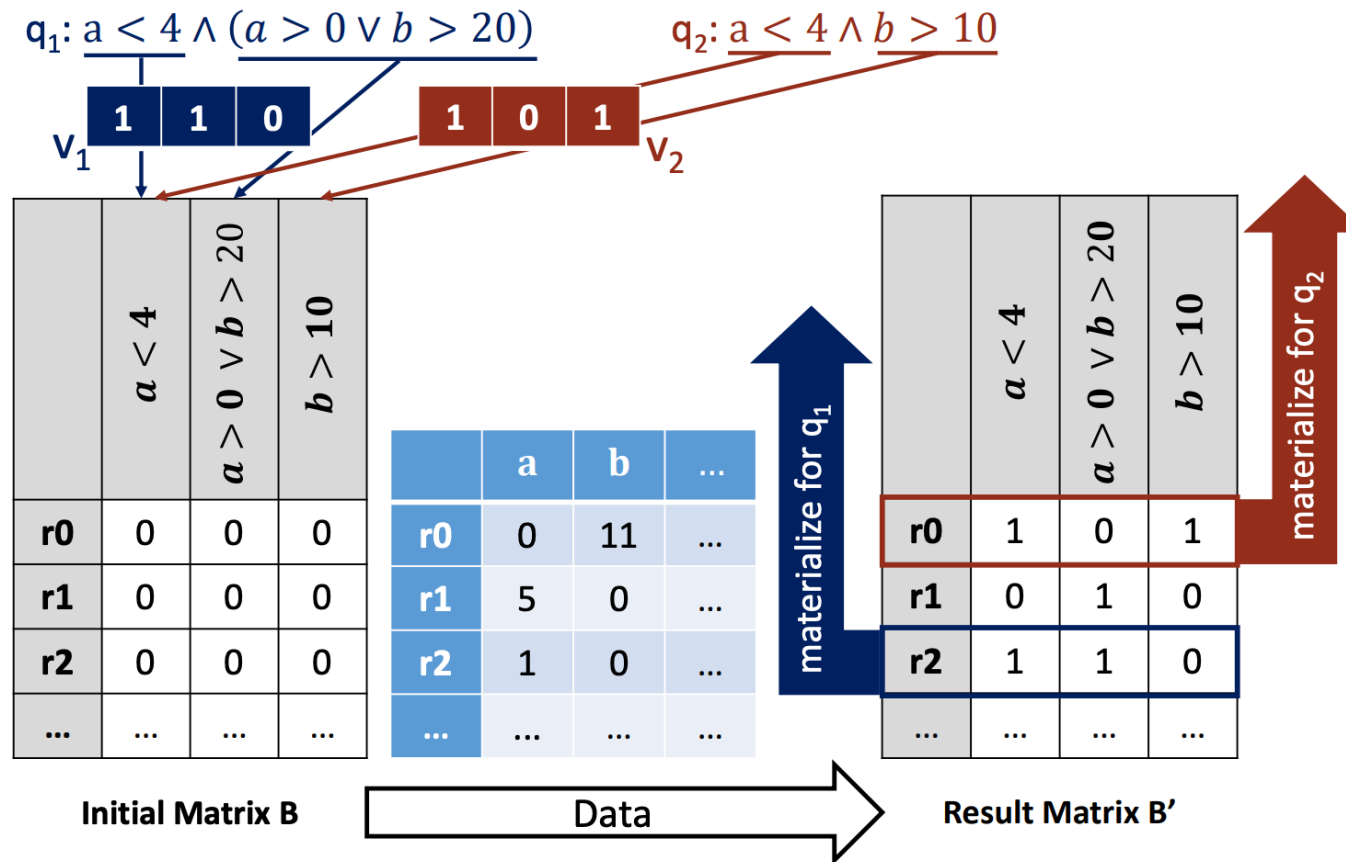 q₁: a < 4 ∧ (a > 0 ∨ b > 20)
q₂: a < 4 ∧ b > 10
1 1 0
v₁
1 0 1
v₂
a < 4
a > 0 ∨ b > 20
b > 10
r0 0 0 0
r1 0 0 0
r2 0 0 0
... ... ... ...
Initial Matrix B
a b ...
r0 0 11 ...
r1 5 0 ...
r2 1 0 ...
... ... ... ...
Data
materialize for q₁
a < 4
a > 0 ∨ b > 20
b > 10
r0 1 0 1
r1 0 1 0
r2 1 1 0
... ... ... ...
Result Matrix B’
materialize for q₂